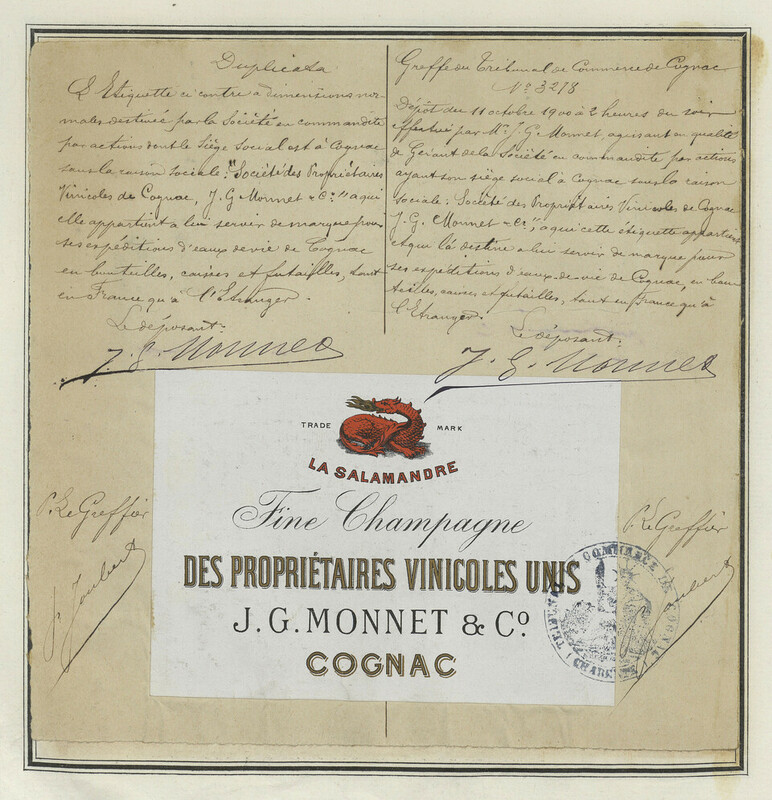 Duplicata
L'Etiquette ci contre à dimensions nor-
males destinée par la Société en commandite
par actions dont le Siège Social est à Cognac
sous la raison sociale: "Société des Propriétaires
Vinicoles de Cognac, J. G Monnet & Cie" à qui
elle appartient à lui servir de marque pour
ses expéditions d'eaux de vie de Cognac
en bouteilles, caisses et futailles, tant
en France qu'à l'Etranger.
Le déposant:
J. G. Monnet
Greffe du Tribunal de Commerce de Cognac
No 3278
Dépôt du 11 octobre 1900 à 2 heures du soir
effectué par Mr J. G. Monnet, agissant en qualité
de Gérant de la Société en commandite par actions
ayant son siège social à Cognac sous la raison
sociale: Société des Propriétaires Vinicoles de Cognac
J. G. Monnet & Cie", à qui cette étiquette appartient
et qui la destine à lui servir de marque pour
ses expéditions d'eaux-de-vie de Cognac, en bou-
teilles, caisses et futailles, tant en France qu'à
l'Etranger.
Le déposant:
J. G. Monnet
TRADE MARK
LA SALAMANDRE
Fine Champagne
DES PROPRIÉTAIRES VINICOLES UNIS
J. G. MONNET & Co.
COGNAC
P. Le Greffier
P. Joubert
P. Le Greffier